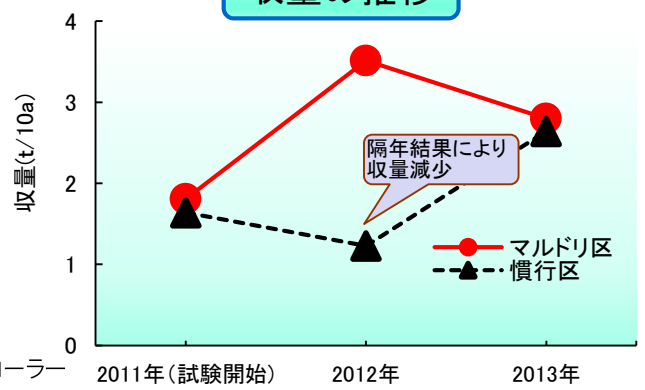 収量の推移
収量(t/10a)
4
3
2
1
0
隔年結果により
収量減少
マルドリ区
慣行区
ローラー
2011年(試験開始)
2012年
2013年